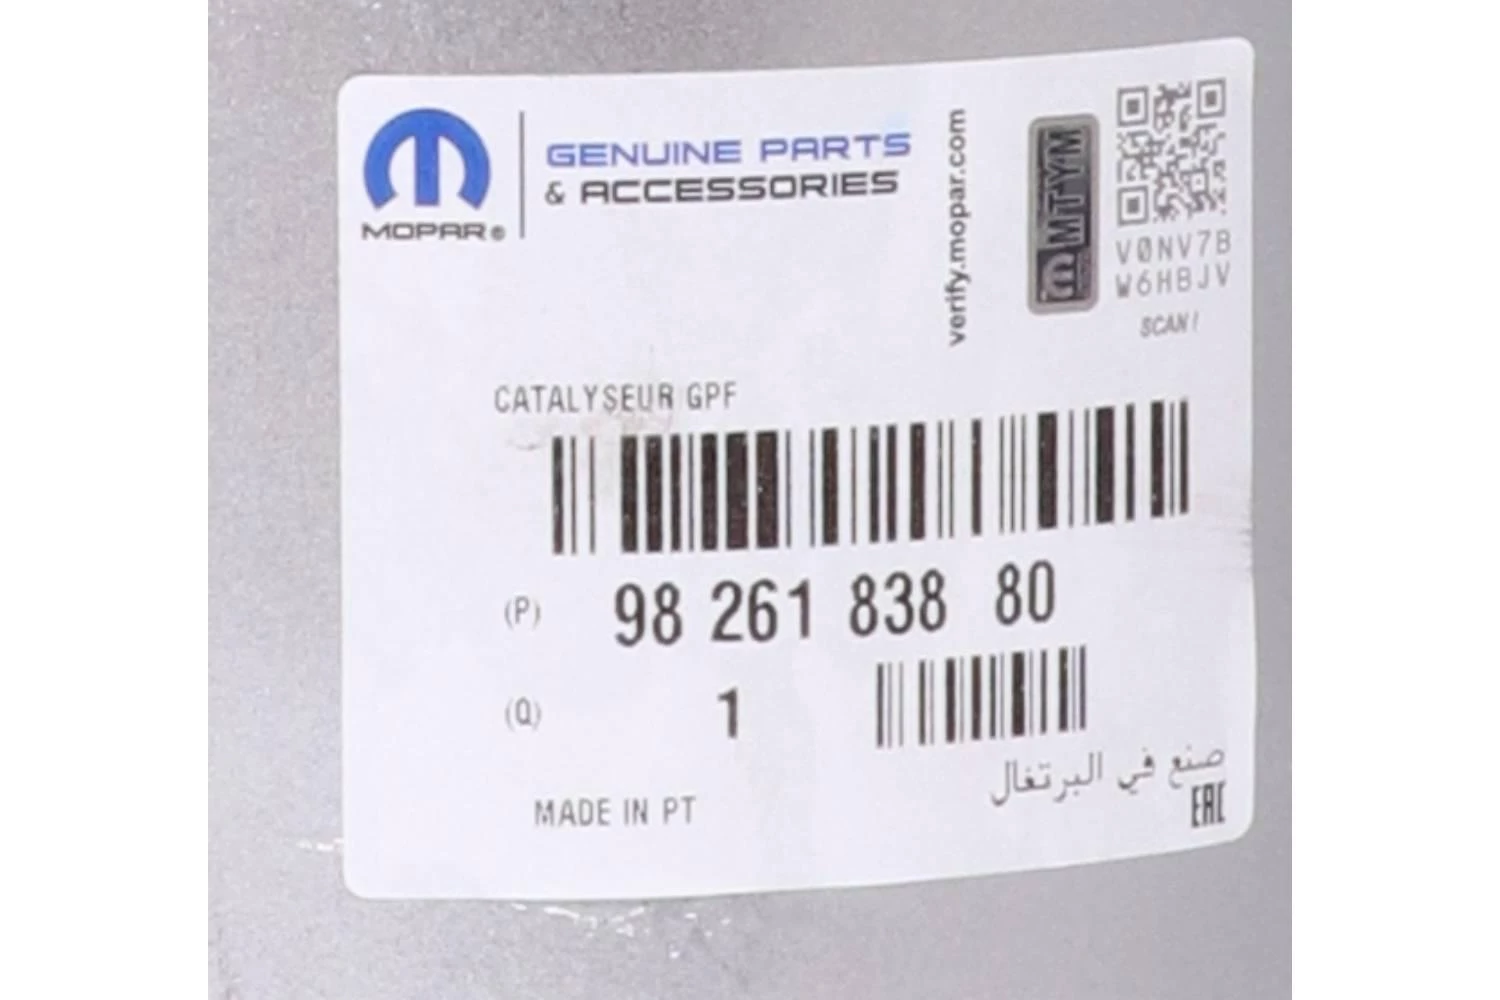 MOPAR®
GENUINE PARTS
& ACCESSORIES
verify.mopar.com
m MTYM
V0NV7B
W6HBJV
SCAN!
CATALYSEUR GPF
(P) 98 261 838 80
(Q) 1
صنع في البرتغال
MADE IN PT
EAC